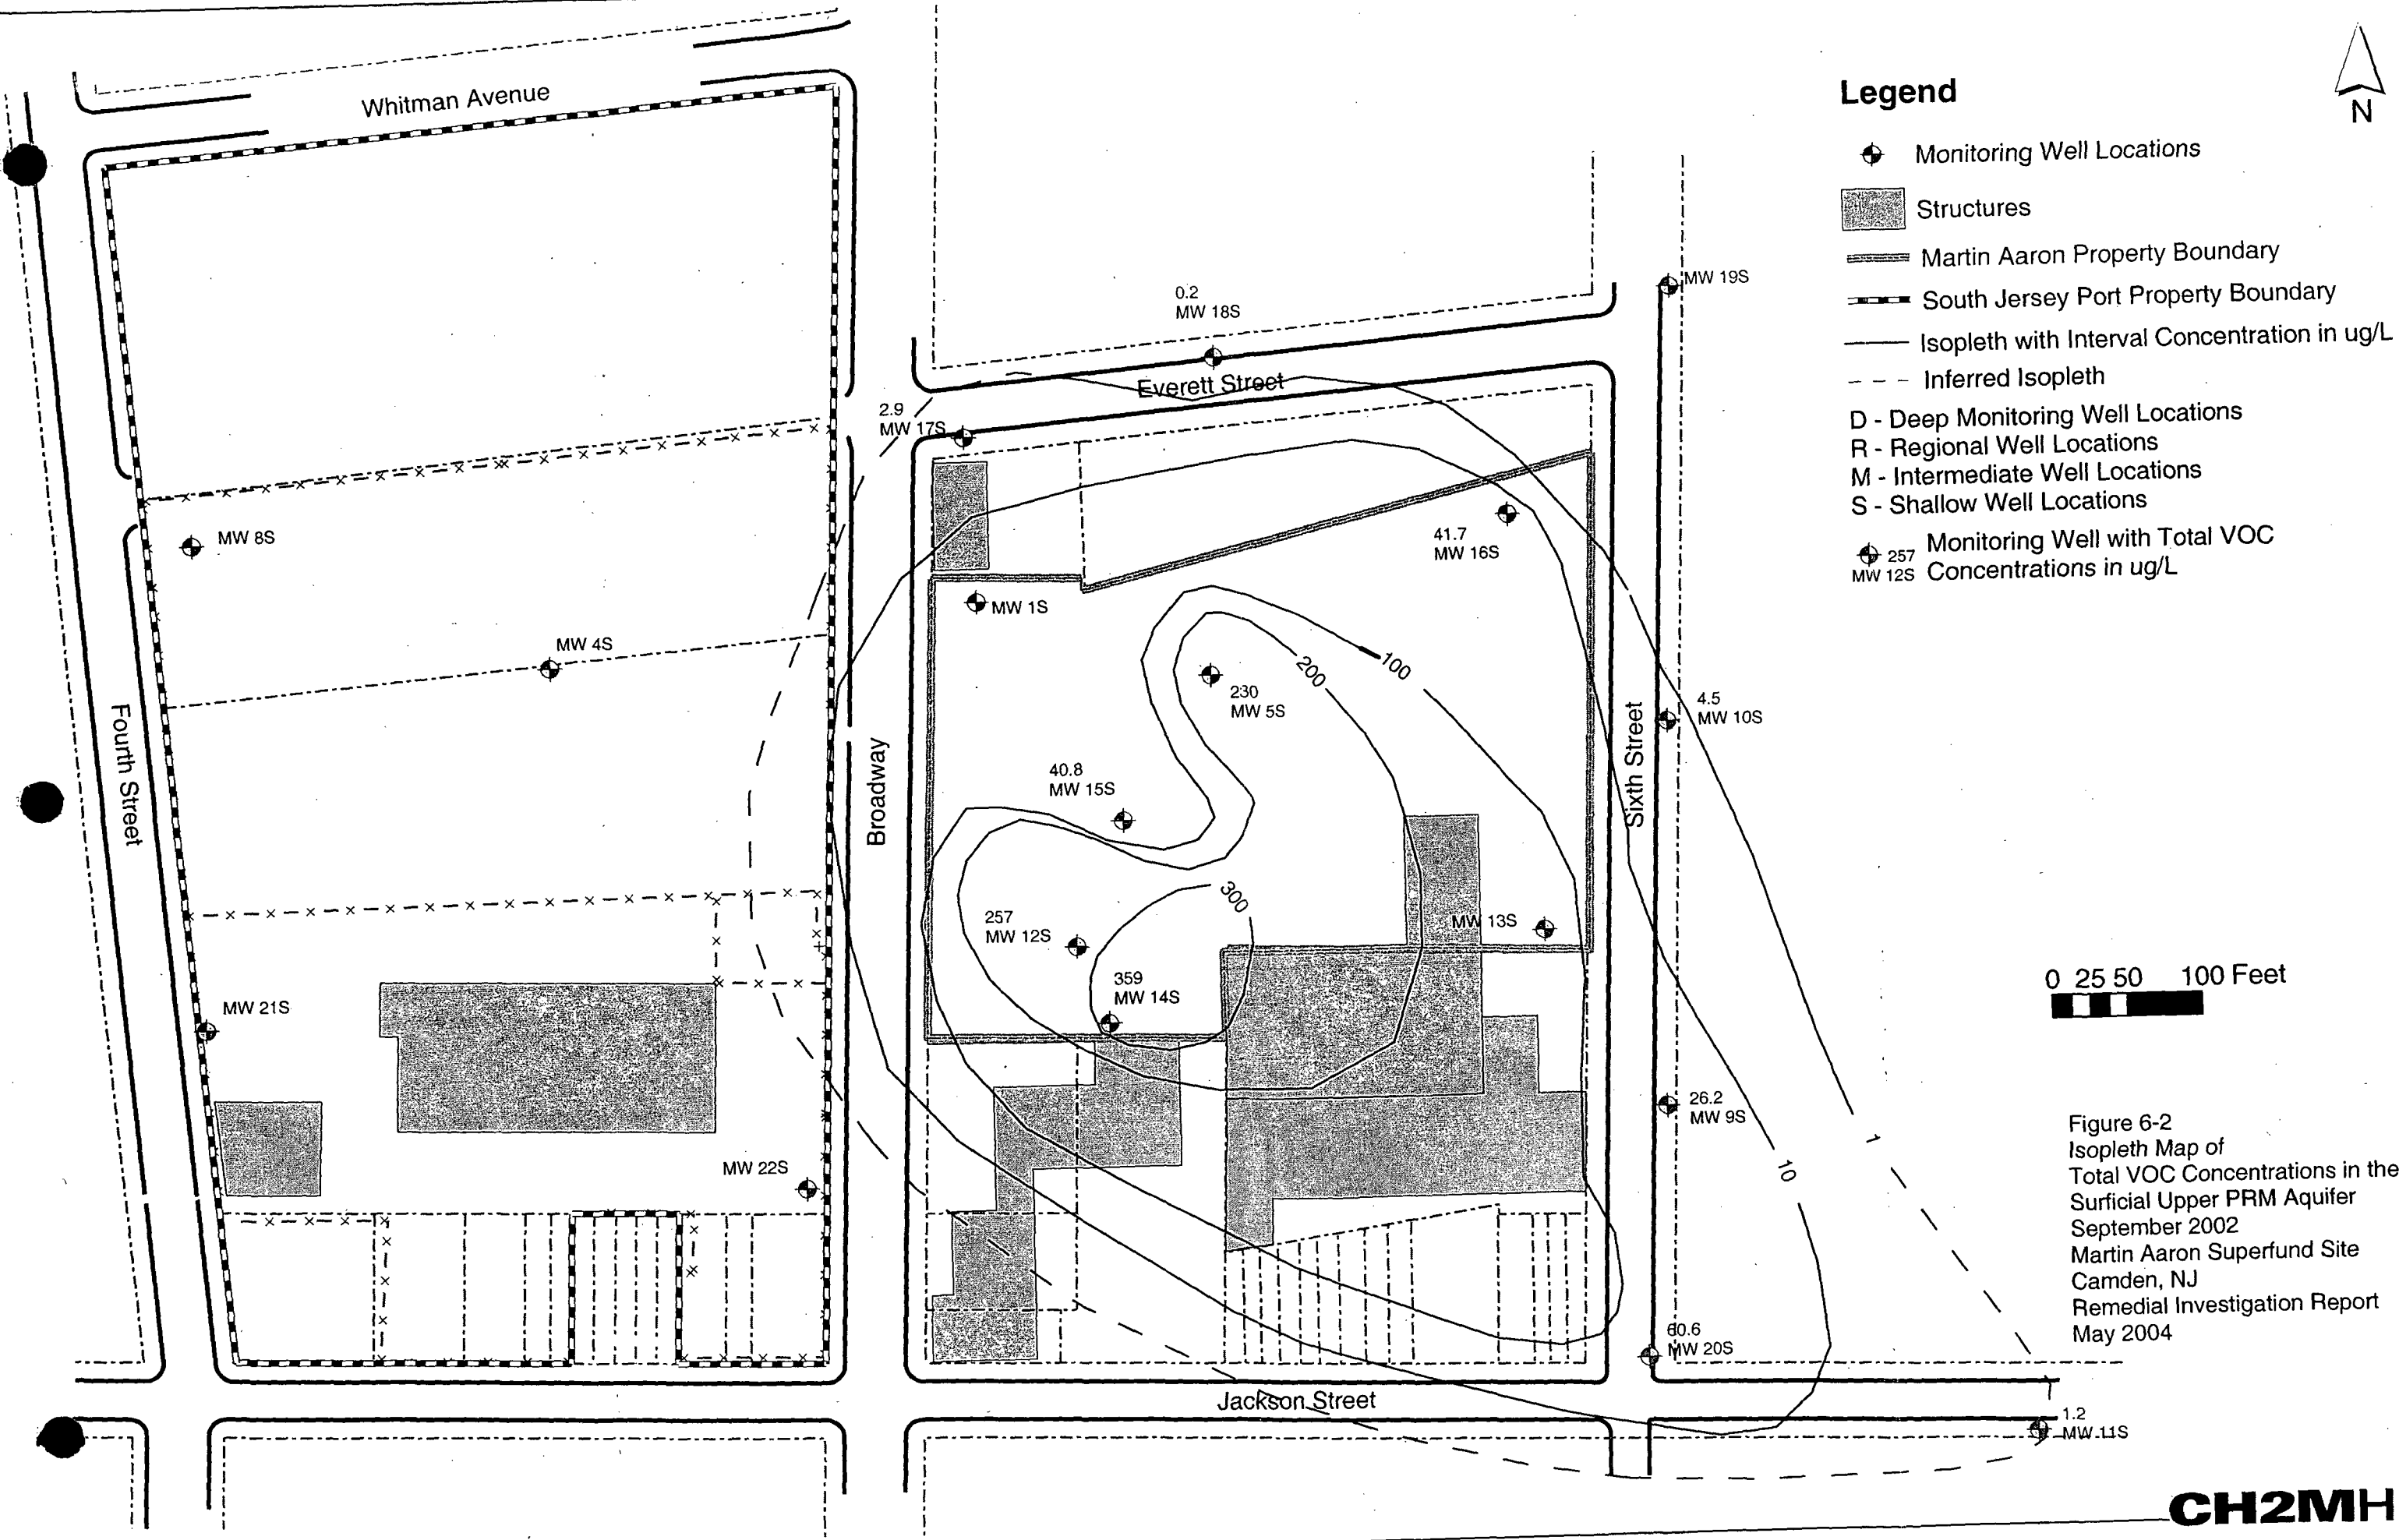 Whitman Avenue
Legend
N
Monitoring Well Locations
Structures
Martin Aaron Property Boundary
South Jersey Port Property Boundary
Isopleth with Interval Concentration in ug/L
Inferred Isopleth
D - Deep Monitoring Well Locations
R - Regional Well Locations
M - Intermediate Well Locations
S - Shallow Well Locations
257
MW 12S
Monitoring Well with Total VOC
Concentrations in ug/L
MW 19S
0.2
MW 18S
Everett Street
2.9
MW 17S
MW 8S
41.7
MW 16S
MW 1S
MW 4S
200
100
230
MW 5S
4.5
MW 10S
Fourth Street
Broadway
Sixth Street
40.8
MW 15S
300
257
MW 12S
MW 13S
359
MW 14S
MW 21S
0 25 50 100 Feet
26.2
MW 9S
1
10
MW 22S
Figure 6-2
Isopleth Map of
Total VOC Concentrations in the
Surficial Upper PRM Aquifer
September 2002
Martin Aaron Superfund Site
Camden, NJ
Remedial Investigation Report
May 2004
60.6
MW 20S
Jackson Street
1.2
MW 11S
CH2MH